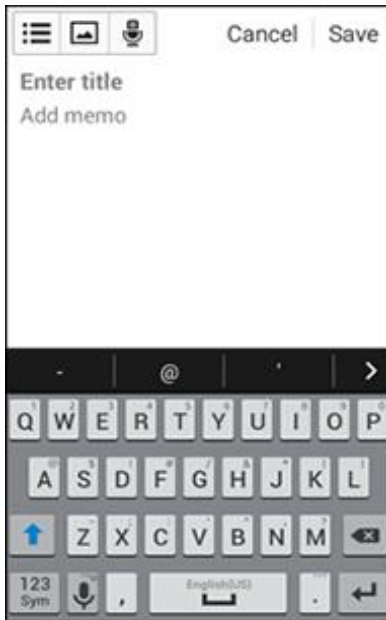 Cancel Save
Enter title
Add memo
- @ '
Q W E R T Y U I O P
A S D F G H J K L
Z X C V B N M
123
Sym , English(US) .